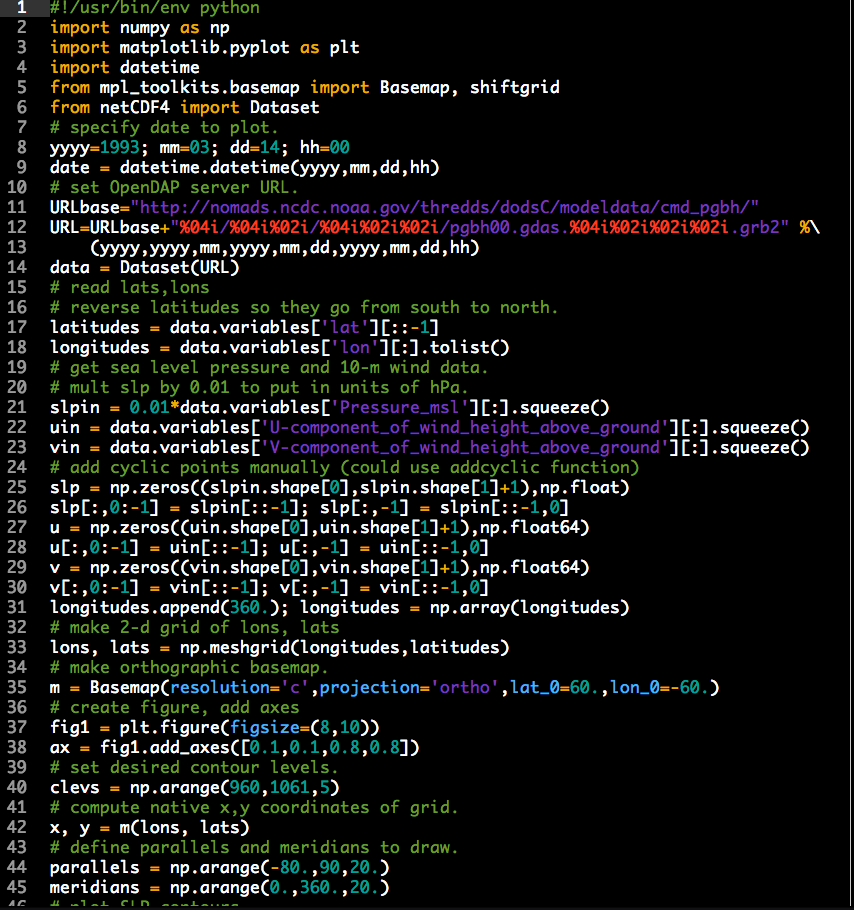 1 #!/usr/bin/env python
2 import numpy as np
3 import matplotlib.pyplot as plt
4 import datetime
5 from mpl_toolkits.basemap import Basemap, shiftgrid
6 from netCDF4 import Dataset
7 # specify date to plot.
8 yyyy=1993; mm=03; dd=14; hh=00
9 date = datetime.datetime(yyyy,mm,dd,hh)
10 # set OpenDAP server URL.
11 URLbase="http://nomads.ncdc.noaa.gov/thredds/dodsC/modeldata/cmd_pgbh/"
12 URL=URLbase+"%04i/%04i%02i/%04i%02i%02i/pgbh00.gdas.%04i%02i%02i%02i.grb2" %\
13     (yyyy,yyyy,mm,yyyy,mm,dd,yyyy,mm,dd,hh)
14 data = Dataset(URL)
15 # read lats,lons
16 # reverse latitudes so they go from south to north.
17 latitudes = data.variables['lat'][::-1]
18 longitudes = data.variables['lon'][:].tolist()
19 # get sea level pressure and 10-m wind data.
20 # mult slp by 0.01 to put in units of hPa.
21 slpin = 0.01*data.variables['Pressure_msl'][:].squeeze()
22 uin = data.variables['U-component_of_wind_height_above_ground'][:].squeeze()
23 vin = data.variables['V-component_of_wind_height_above_ground'][:].squeeze()
24 # add cyclic points manually (could use addcyclic function)
25 slp = np.zeros((slpin.shape[0],slpin.shape[1]+1),np.float)
26 slp[:,0:-1] = slpin[::-1]; slp[:,-1] = slpin[::-1,0]
27 u = np.zeros((uin.shape[0],uin.shape[1]+1),np.float64)
28 u[:,0:-1] = uin[::-1]; u[:,-1] = uin[::-1,0]
29 v = np.zeros((vin.shape[0],vin.shape[1]+1),np.float64)
30 v[:,0:-1] = vin[::-1]; v[:,-1] = vin[::-1,0]
31 longitudes.append(360.); longitudes = np.array(longitudes)
32 # make 2-d grid of lons, lats
33 lons, lats = np.meshgrid(longitudes,latitudes)
34 # make orthographic basemap.
35 m = Basemap(resolution='c',projection='ortho',lat_0=60.,lon_0=-60.)
36 # create figure, add axes
37 fig1 = plt.figure(figsize=(8,10))
38 ax = fig1.add_axes([0.1,0.1,0.8,0.8])
39 # set desired contour levels.
40 clevs = np.arange(960,1061,5)
41 # compute native x,y coordinates of grid.
42 x, y = m(lons, lats)
43 # define parallels and meridians to draw.
44 parallels = np.arange(-80.,90,20.)
45 meridians = np.arange(0.,360.,20.)
46 # plot SLP contours